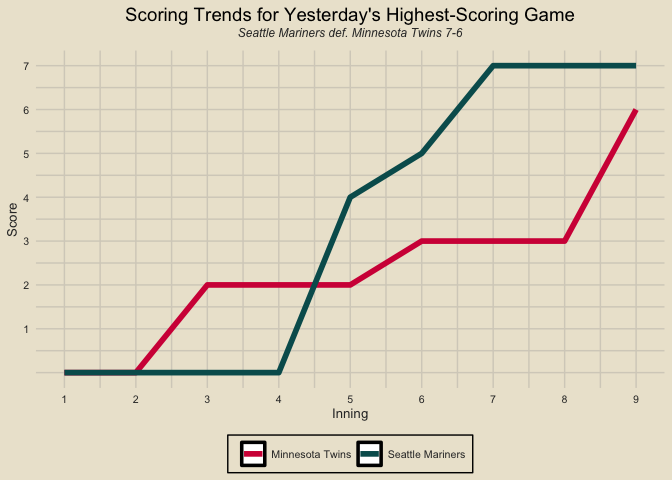 Scoring Trends for Yesterday's Highest-Scoring Game
Seattle Mariners def. Minnesota Twins 7-6
Score
7
6
5
4
3
2
1
1 2 3 4 5 6 7 8 9
Inning
Minnesota Twins Seattle Mariners